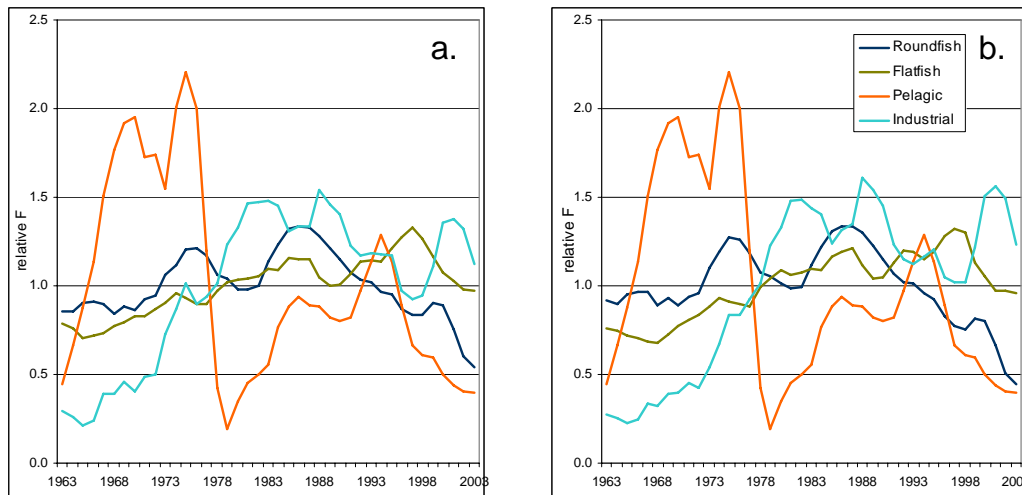 a.
2.5
2.0
1.5
1.0
0.5
0.0
relative F
1963 1968 1973 1978 1983 1988 1993 1998 2003
b.
Roundfish
Flatfish
Pelagic
Industrial
2.5
2.0
1.5
1.0
0.5
0.0
relative F
1963 1968 1973 1978 1983 1988 1993 1998 200